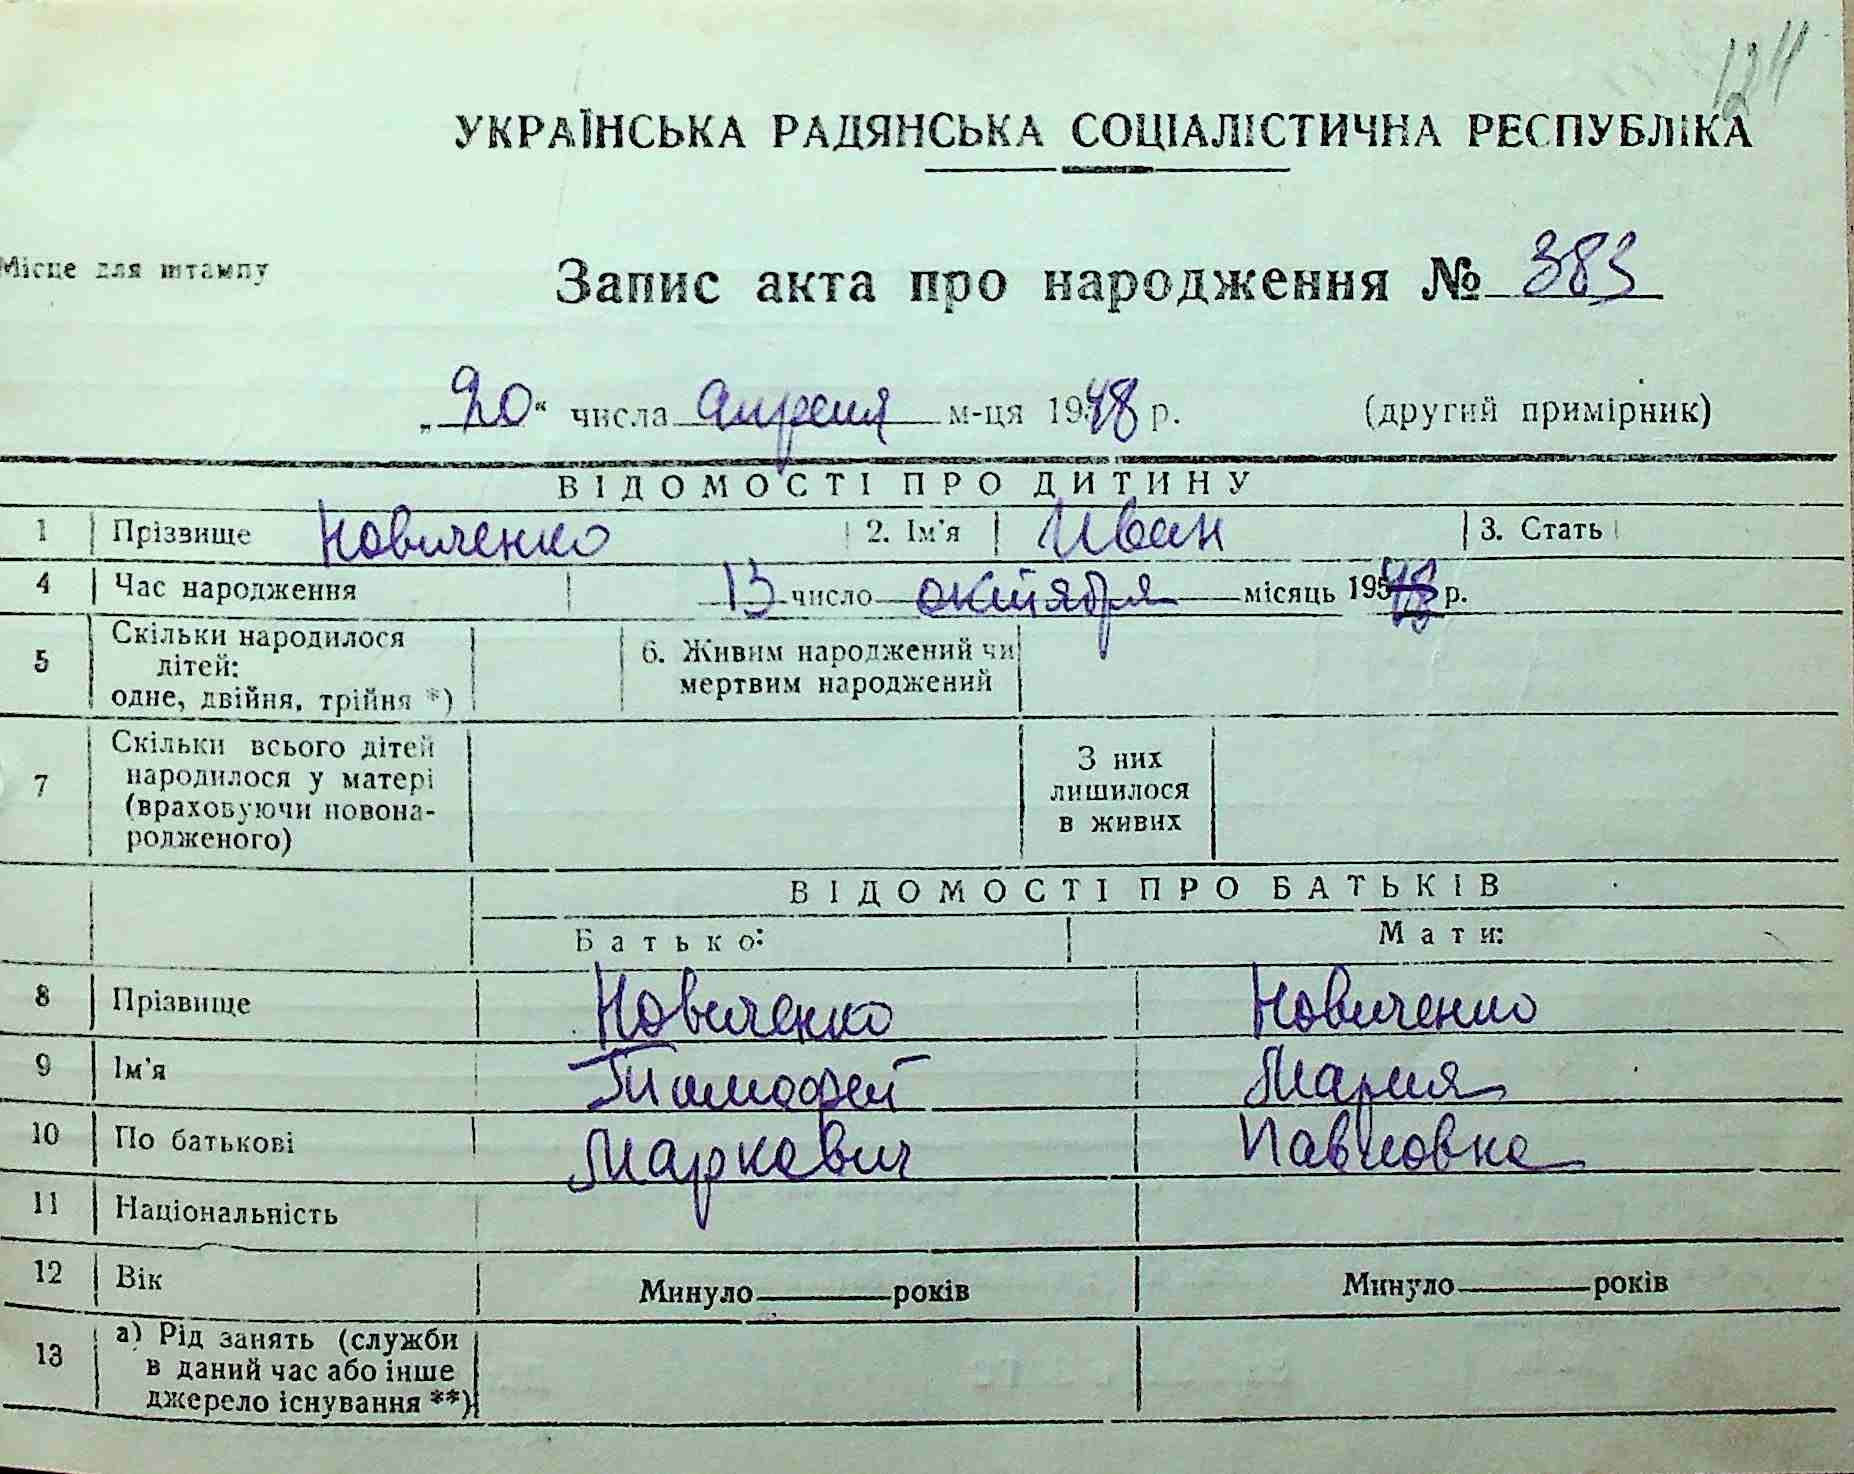 121
УКРАЇНСЬКА РАДЯНСЬКА СОЦІАЛІСТИЧНА РЕСПУБЛІКА
Місце для штампу
Запис акта про народження № 383
„20“ числа апреля м-ця 1948 р. (другий примірник)
ВІДОМОСТІ ПРО ДИТИНУ
1 Прізвище Новиченко 2. Ім'я Иван 3. Стать
4 Час народження 13 число октября місяць 195 р.
5 Скільки народилося дітей: одне, двійня, трійня *) 6. Живим народжений чи мертвим народжений
7 Скільки всього дітей народилося у матері (враховуючи новонародженого) З них лишилося в живих
ВІДОМОСТІ ПРО БАТЬКІВ
Батько: Мати:
8 Прізвище Новиченко Новиченко
9 Ім'я Тимофей Мария
10 По батькові Маркович Павловна
11 Національність
12 Вік Минуло років Минуло років
13 а) Рід занять (служби в даний час або інше джерело існування **)